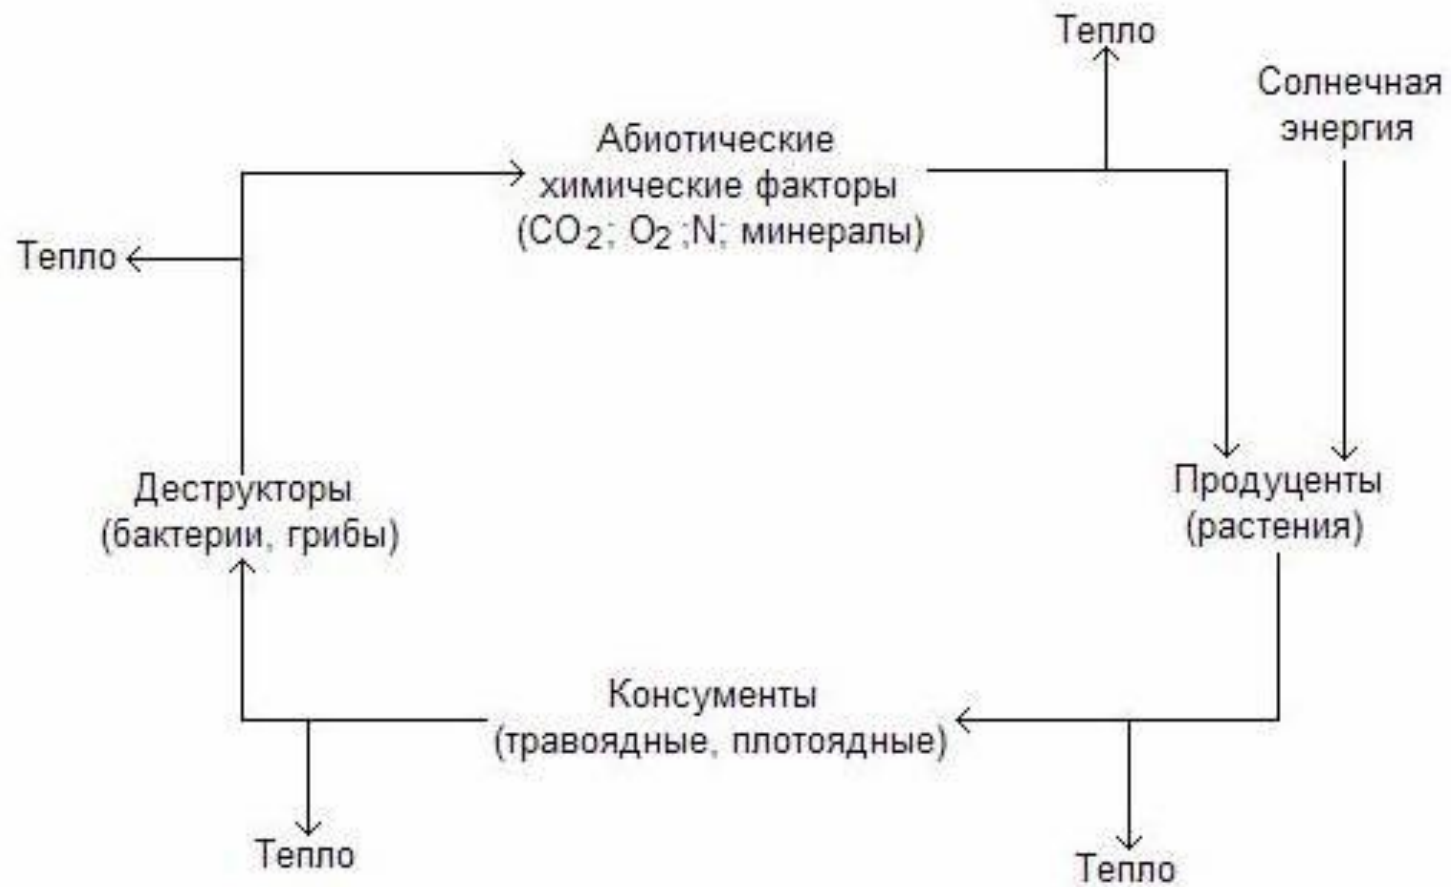 Тепло
Солнечная
энергия
Абиотические
химические факторы
(CO2; O2 ;N; минералы)
Тепло
Деструкторы
(бактерии, грибы)
Продуценты
(растения)
Консументы
(травоядные, плотоядные)
Тепло
Тепло